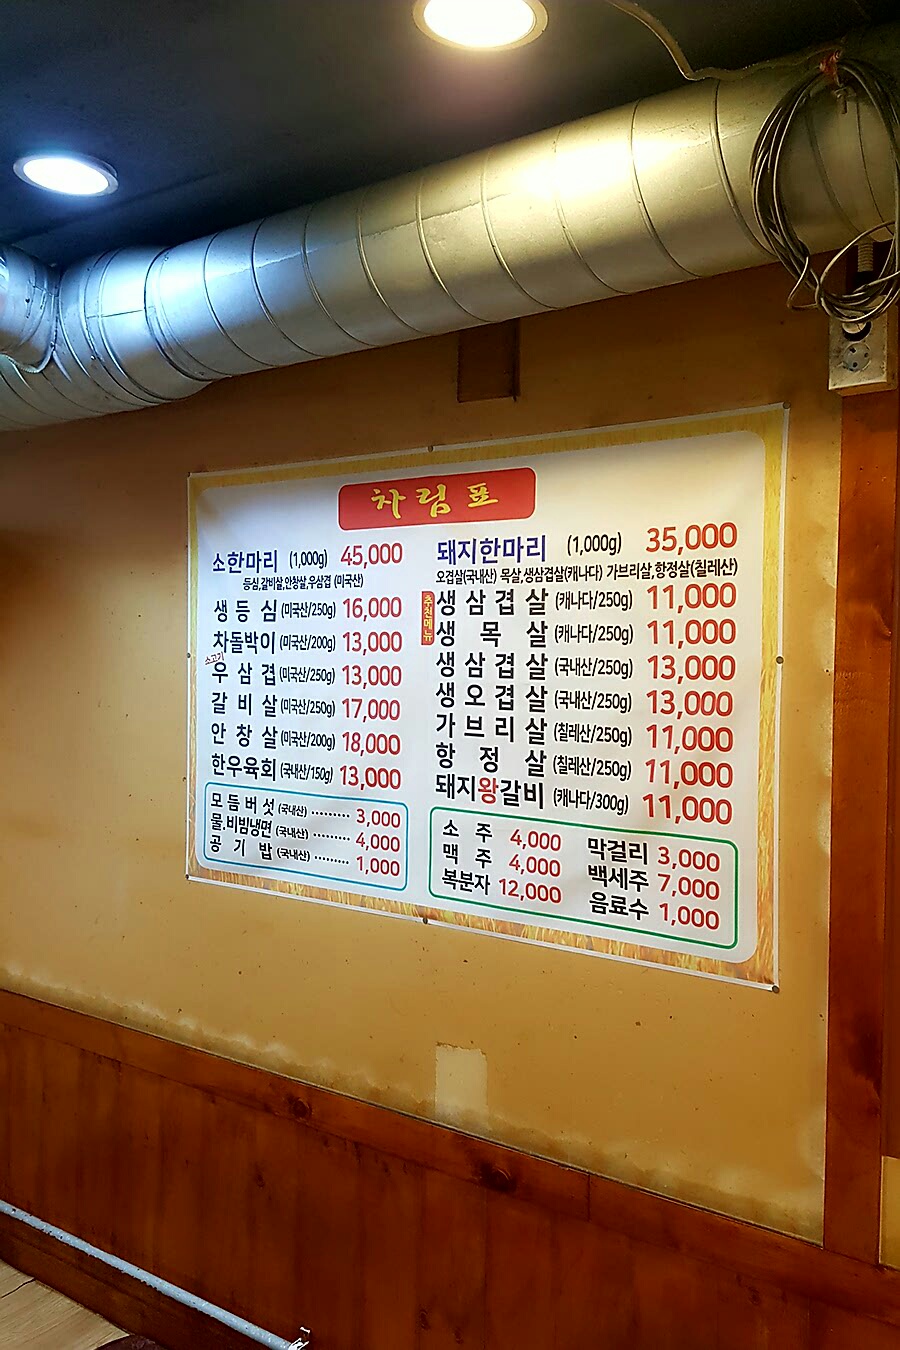 차림표
소한마리 (1,000g) 45,000
등심,갈비살,안창살,우삼겹 (미국산)
생등심 (미국산/250g) 16,000
차돌박이 (미국산/200g) 13,000
소고기
우삼겹 (미국산/250g) 13,000
갈비살 (미국산/250g) 17,000
안창살 (미국산/200g) 18,000
한우육회 (국내산/150g) 13,000
모듬버섯 (국내산) ········· 3,000
물.비빔냉면 (국내산) ········· 4,000
공기밥 (국내산) ········· 1,000
돼지한마리 (1,000g) 35,000
오겹살(국내산) 목살,생삼겹살(캐나다) 가브리살,항정살(칠레산)
추천메뉴
생삼겹살 (캐나다/250g) 11,000
생목살 (캐나다/250g) 11,000
생삼겹살 (국내산/250g) 13,000
생오겹살 (국내산/250g) 13,000
가브리살 (칠레산/250g) 11,000
항정살 (칠레산/250g) 11,000
돼지왕갈비 (캐나다/300g) 11,000
소주 4,000 막걸리 3,000
맥주 4,000 백세주 7,000
복분자 12,000 음료수 1,000